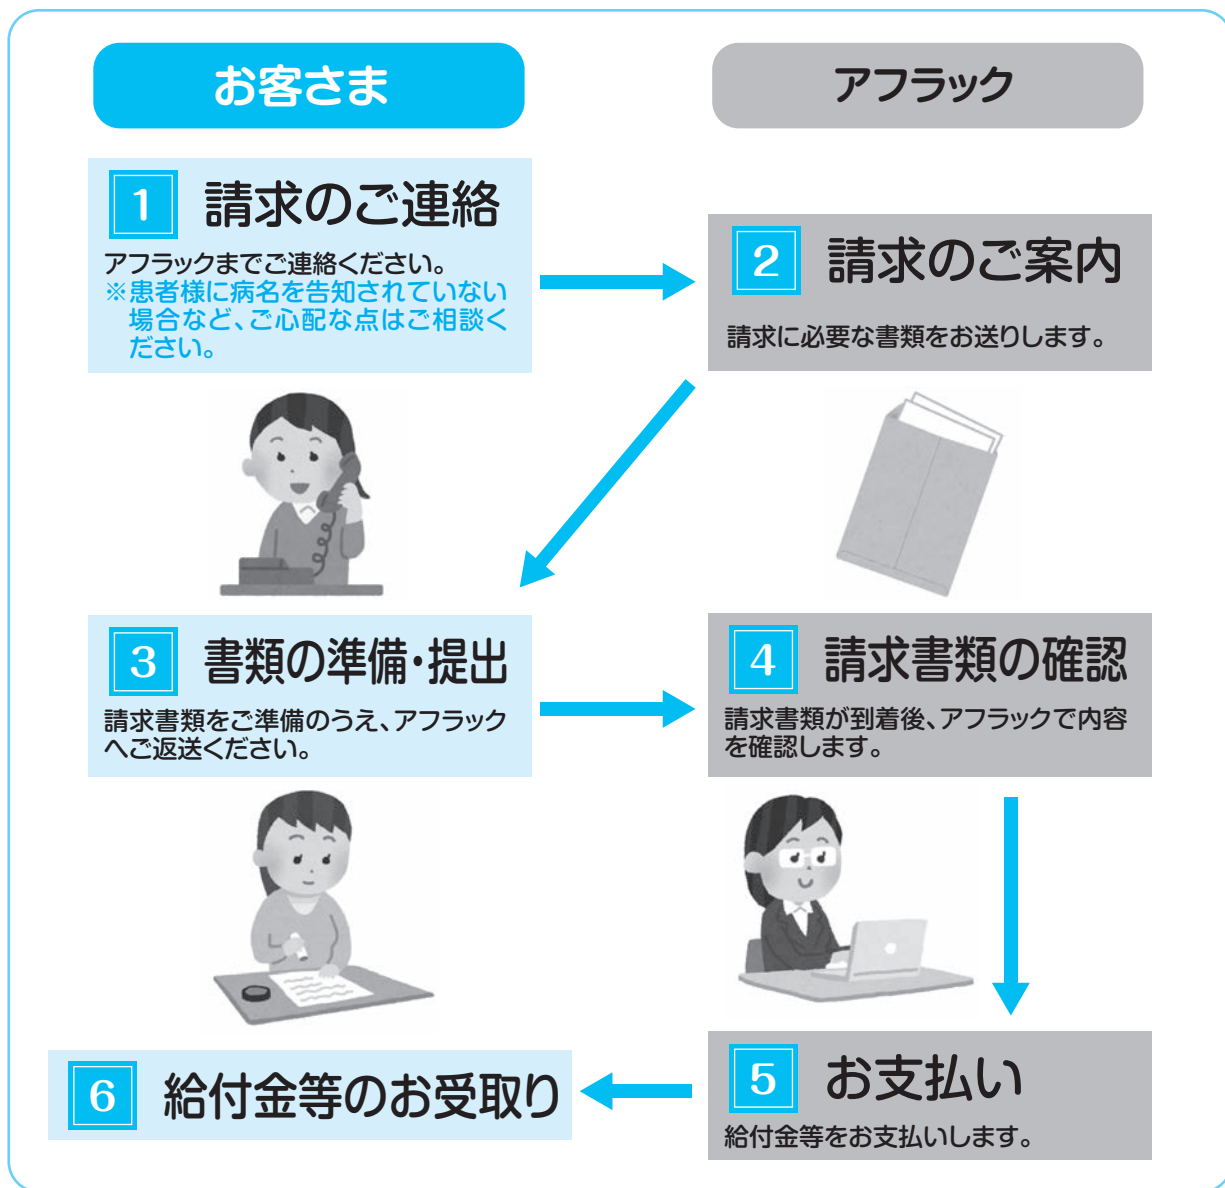 お客さま
アフラック
1 請求のご連絡
アフラックまでご連絡ください。
※患者様に病名を告知されていない
場合など、ご心配な点はご相談く
ださい。
2 請求のご案内
請求に必要な書類をお送りします。
3 書類の準備・提出
請求書類をご準備のうえ、アフラック
へご返送ください。
4 請求書類の確認
請求書類が到着後、アフラックで内容
を確認します。
5 お支払い
給付金等をお支払いします。
6 給付金等のお受取り